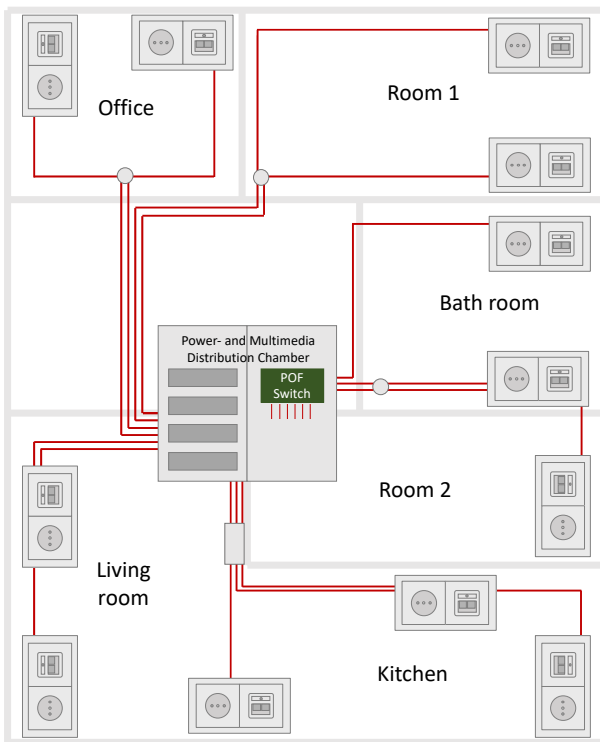 Office
Room 1
Bath room
Power- and Multimedia
Distribution Chamber
POF
Switch
Room 2
Living
room
Kitchen